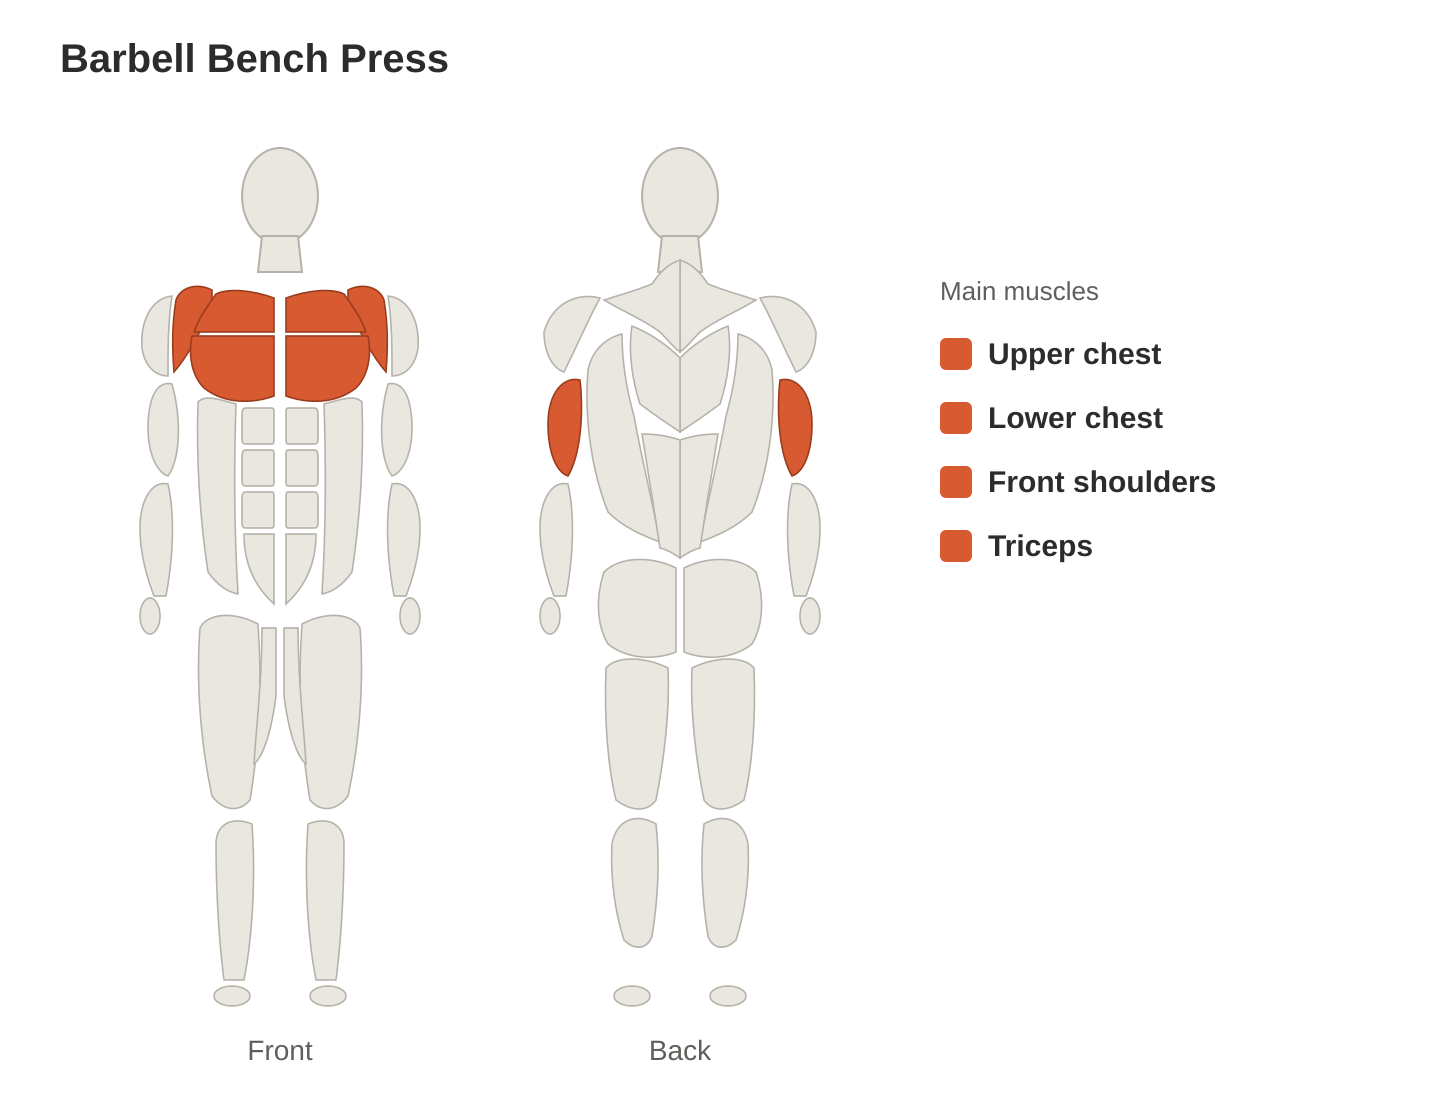 Barbell Bench Press
Main muscles
Upper chest
Lower chest
Front shoulders
Triceps
Front
Back